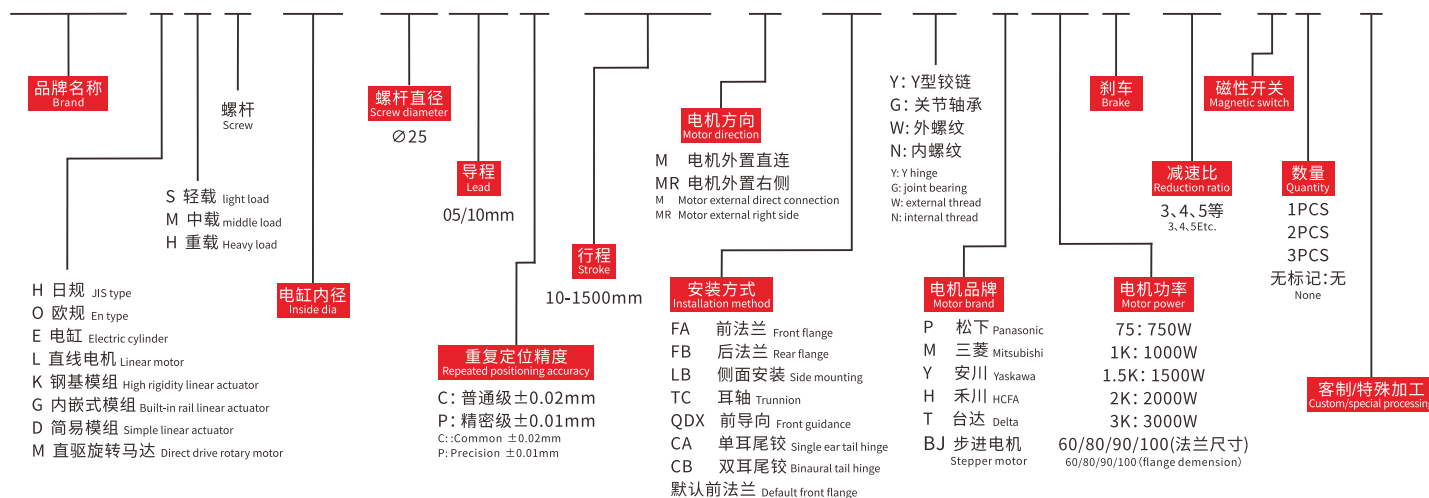 品牌名称
Brand
H 日规 JIS type
O 欧规 En type
E 电缸 Electric cylinder
L 直线电机 Linear motor
K 钢基模组 High rigidity linear actuator
G 内嵌式模组 Built-in rail linear actuator
D 简易模组 Simple linear actuator
M 直驱旋转马达 Direct drive rotary motor
S 轻载 light load
M 中载 middle load
H 重载 Heavy load
螺杆
Screw
电缸内径
Inside dia
螺杆直径
Screw diameter
∅25
导程
Lead
05/10mm
重复定位精度
Repeated positioning accuracy
C: 普通级±0.02mm
P: 精密级±0.01mm
C::Common ±0.02mm
P: Precision ±0.01mm
行程
Stroke
10-1500mm
电机方向
Motor direction
M 电机外置直连
MR 电机外置右侧
M Motor external direct connection
MR Motor external right side
安装方式
Installation method
FA 前法兰 Front flange
FB 后法兰 Rear flange
LB 侧面安装 Side mounting
TC 耳轴 Trunnion
QDX 前导向 Front guidance
CA 单耳尾铰 Single ear tail hinge
CB 双耳尾铰 Binaural tail hinge
默认前法兰 Default front flange
Y: Y型铰链
G: 关节轴承
W: 外螺纹
N: 内螺纹
Y: Y hinge
G: joint bearing
W: external thread
N: internal thread
电机品牌
Motor brand
P 松下 Panasonic
M 三菱 Mitsubishi
Y 安川 Yaskawa
H 禾川 HCFA
T 台达 Delta
BJ 步进电机
Stepper motor
电机功率
Motor power
75: 750W
1K: 1000W
1.5K: 1500W
2K: 2000W
3K: 3000W
60/80/90/100(法兰尺寸)
60/80/90/100 (flange demension)
刹车
Brake
减速比
Reduction ratio
3、4、5等
3、4、5Etc.
磁性开关
Magnetic switch
数量
Quantity
1PCS
2PCS
3PCS
无标记:无
None
客制/特殊加工
Custom/special processing